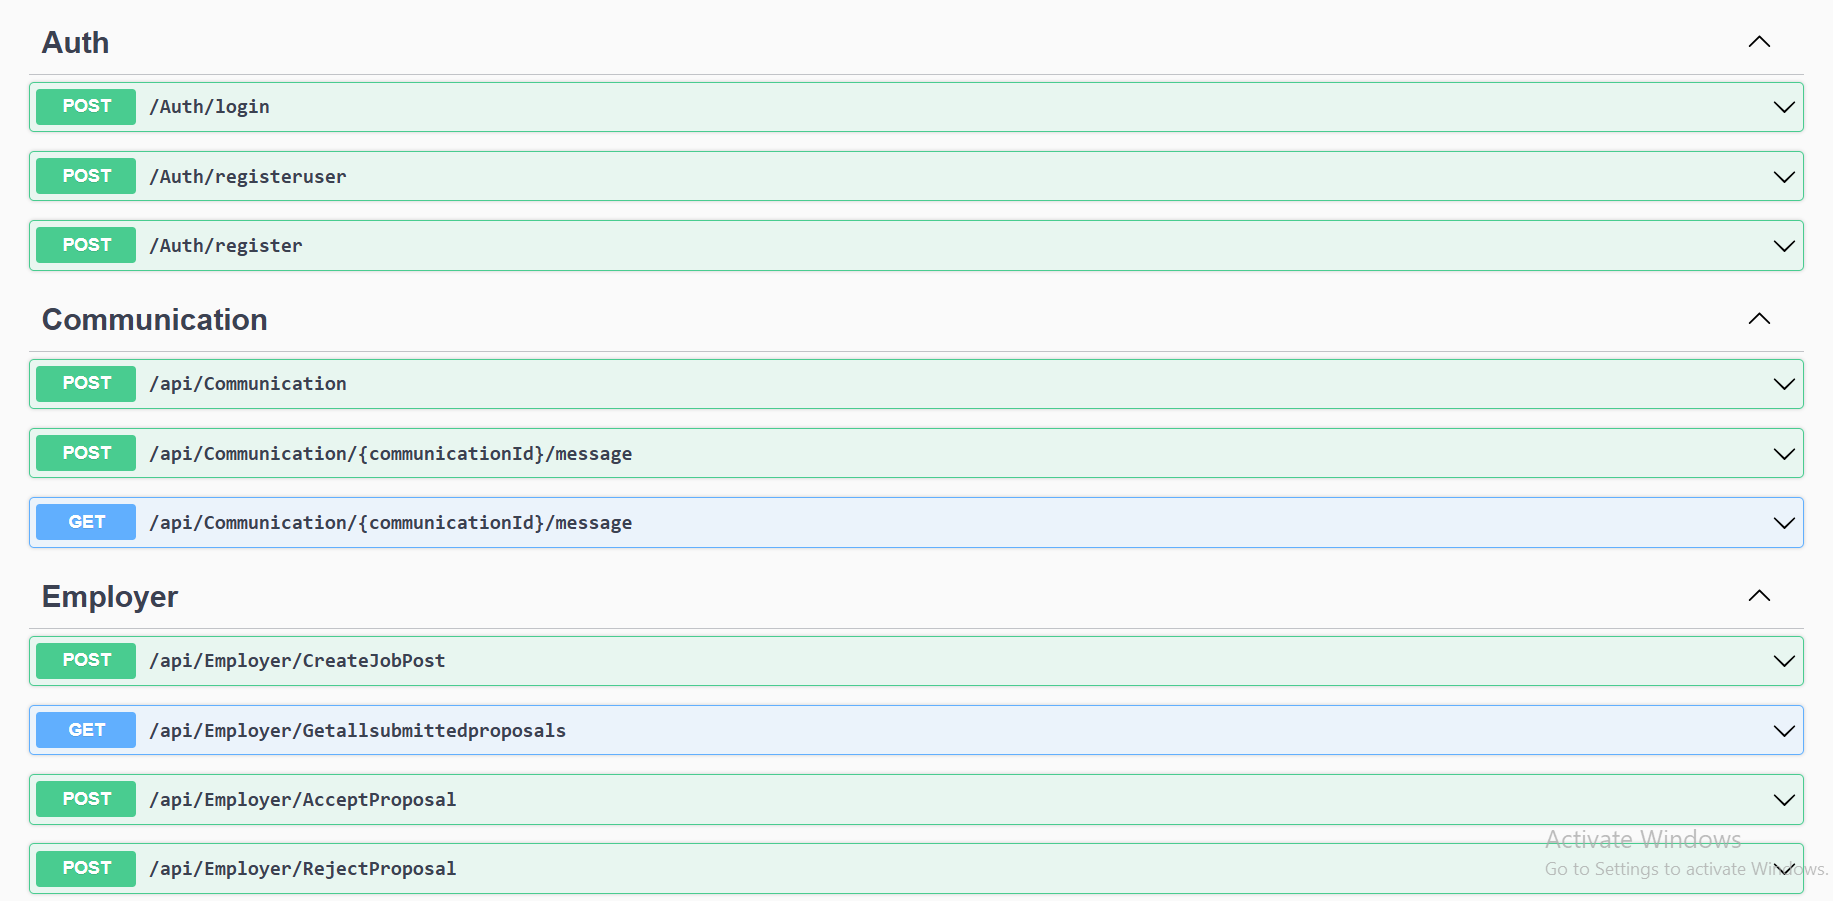 Auth
POST /Auth/login
POST /Auth/registeruser
POST /Auth/register
Communication
POST /api/Communication
POST /api/Communication/{communicationId}/message
GET /api/Communication/{communicationId}/message
Employer
POST /api/Employer/CreateJobPost
GET /api/Employer/Getallsubmittedproposals
POST /api/Employer/AcceptProposal
Activate Windows
POST /api/Employer/RejectProposal
Go to Settings to activate Windows.